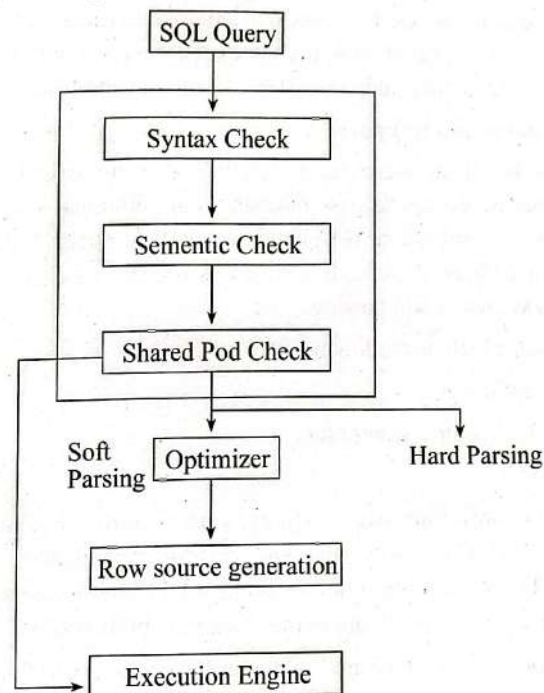 SQL Query
Syntax Check
Sementic Check
Shared Pod Check
Soft
Parsing
Optimizer
Hard Parsing
Row source generation
Execution Engine